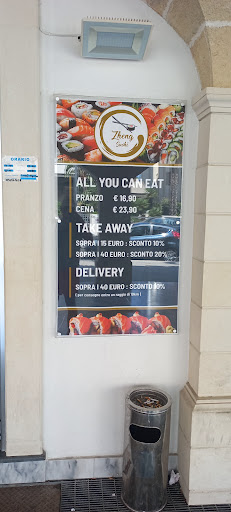 Zheng
Sushi
ORARIO
ALL YOU CAN EAT
PRANZO € 16,90
CENA € 23,90
TAKE AWAY
SOPRA I 15 EURO : SCONTO 10%
SOPRA I 40 EURO : SCONTO 20%
DELIVERY
SOPRA I 40 EURO : SCONTO 10%